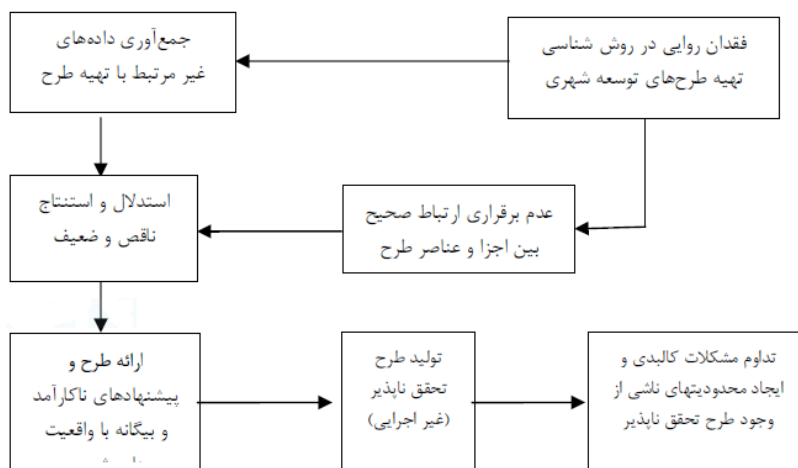 فقدان روایی در روش شناسی
تهیه طرح‌های توسعه شهری
جمع‌آوری داده‌های
غیر مرتبط با تهیه طرح
عدم برقراری ارتباط صحیح
بین اجزا و عناصر طرح
استدلال و استنتاج
ناقص و ضعیف
ارائه طرح و
پیشنهادهای ناکارآمد
و بیگانه با واقعیت
تولید طرح
تحقق ناپذیر
(غیر اجرایی)
تداوم مشکلات کالبدی و
ایجاد محدودیتهای ناشی از
وجود طرح تحقق ناپذیر